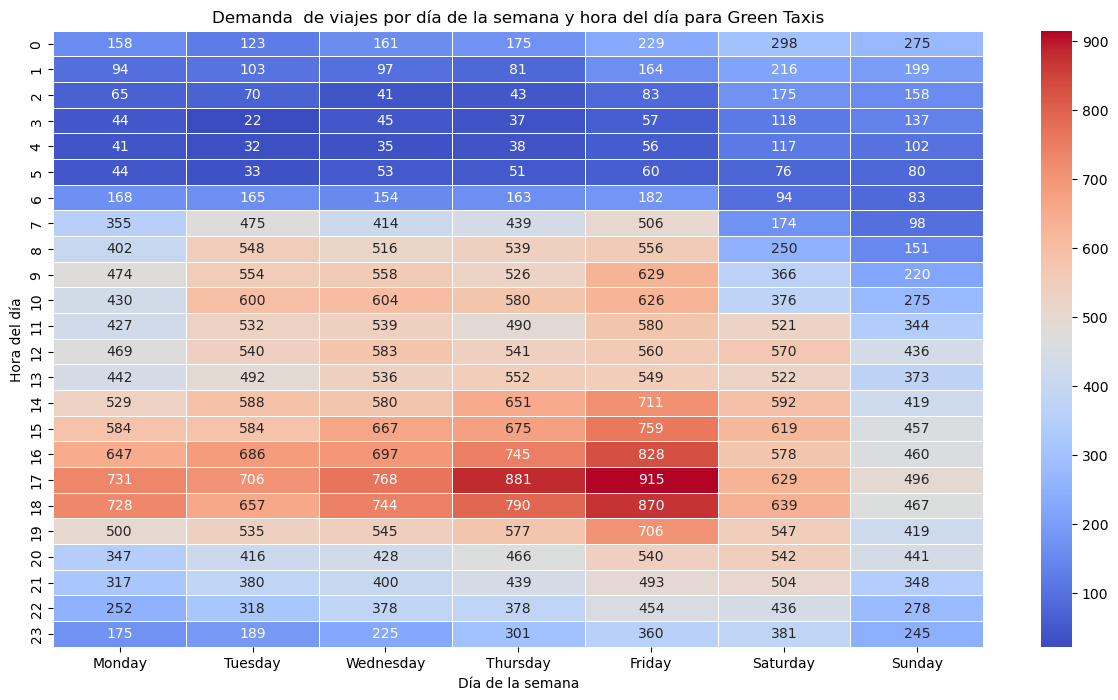 Demanda  de viajes por día de la semana y hora del día para Green Taxis
0 158 123 161 175 229 298 275
1 94 103 97 81 164 216 199
2 65 70 41 43 83 175 158
3 44 22 45 37 57 118 137
4 41 32 35 38 56 117 102
5 44 33 53 51 60 76 80
6 168 165 154 163 182 94 83
7 355 475 414 439 506 174 98
8 402 548 516 539 556 250 151
9 474 554 558 526 629 366 220
10 430 600 604 580 626 376 275
11 427 532 539 490 580 521 344
12 469 540 583 541 560 570 436
13 442 492 536 552 549 522 373
14 529 588 580 651 711 592 419
15 584 584 667 675 759 619 457
16 647 686 697 745 828 578 460
17 731 706 768 881 915 629 496
18 728 657 744 790 870 639 467
19 500 535 545 577 706 547 419
20 347 416 428 466 540 542 441
21 317 380 400 439 493 504 348
22 252 318 378 378 454 436 278
23 175 189 225 301 360 381 245
Monday Tuesday Wednesday Thursday Friday Saturday Sunday
Día de la semana
Hora del día
900
800
700
600
500
400
300
200
100